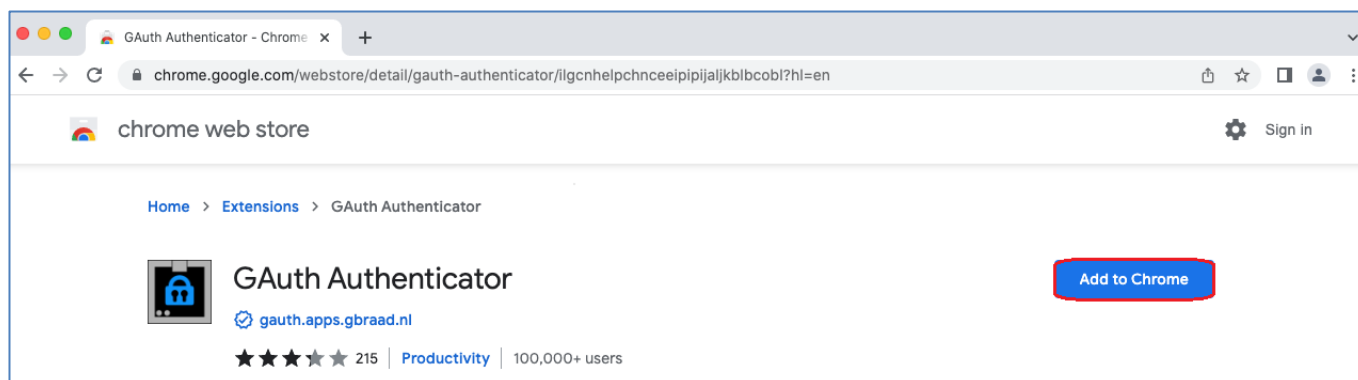 GAuth Authenticator - Chrome
chrome.google.com/webstore/detail/gauth-authenticator/ilgcnhelpchnceeipipijaljkblbcobl?hl=en
chrome web store
Sign in
Home > Extensions > GAuth Authenticator
GAuth Authenticator
Add to Chrome
gauth.apps.gbraad.nl
215 Productivity 100,000+ users